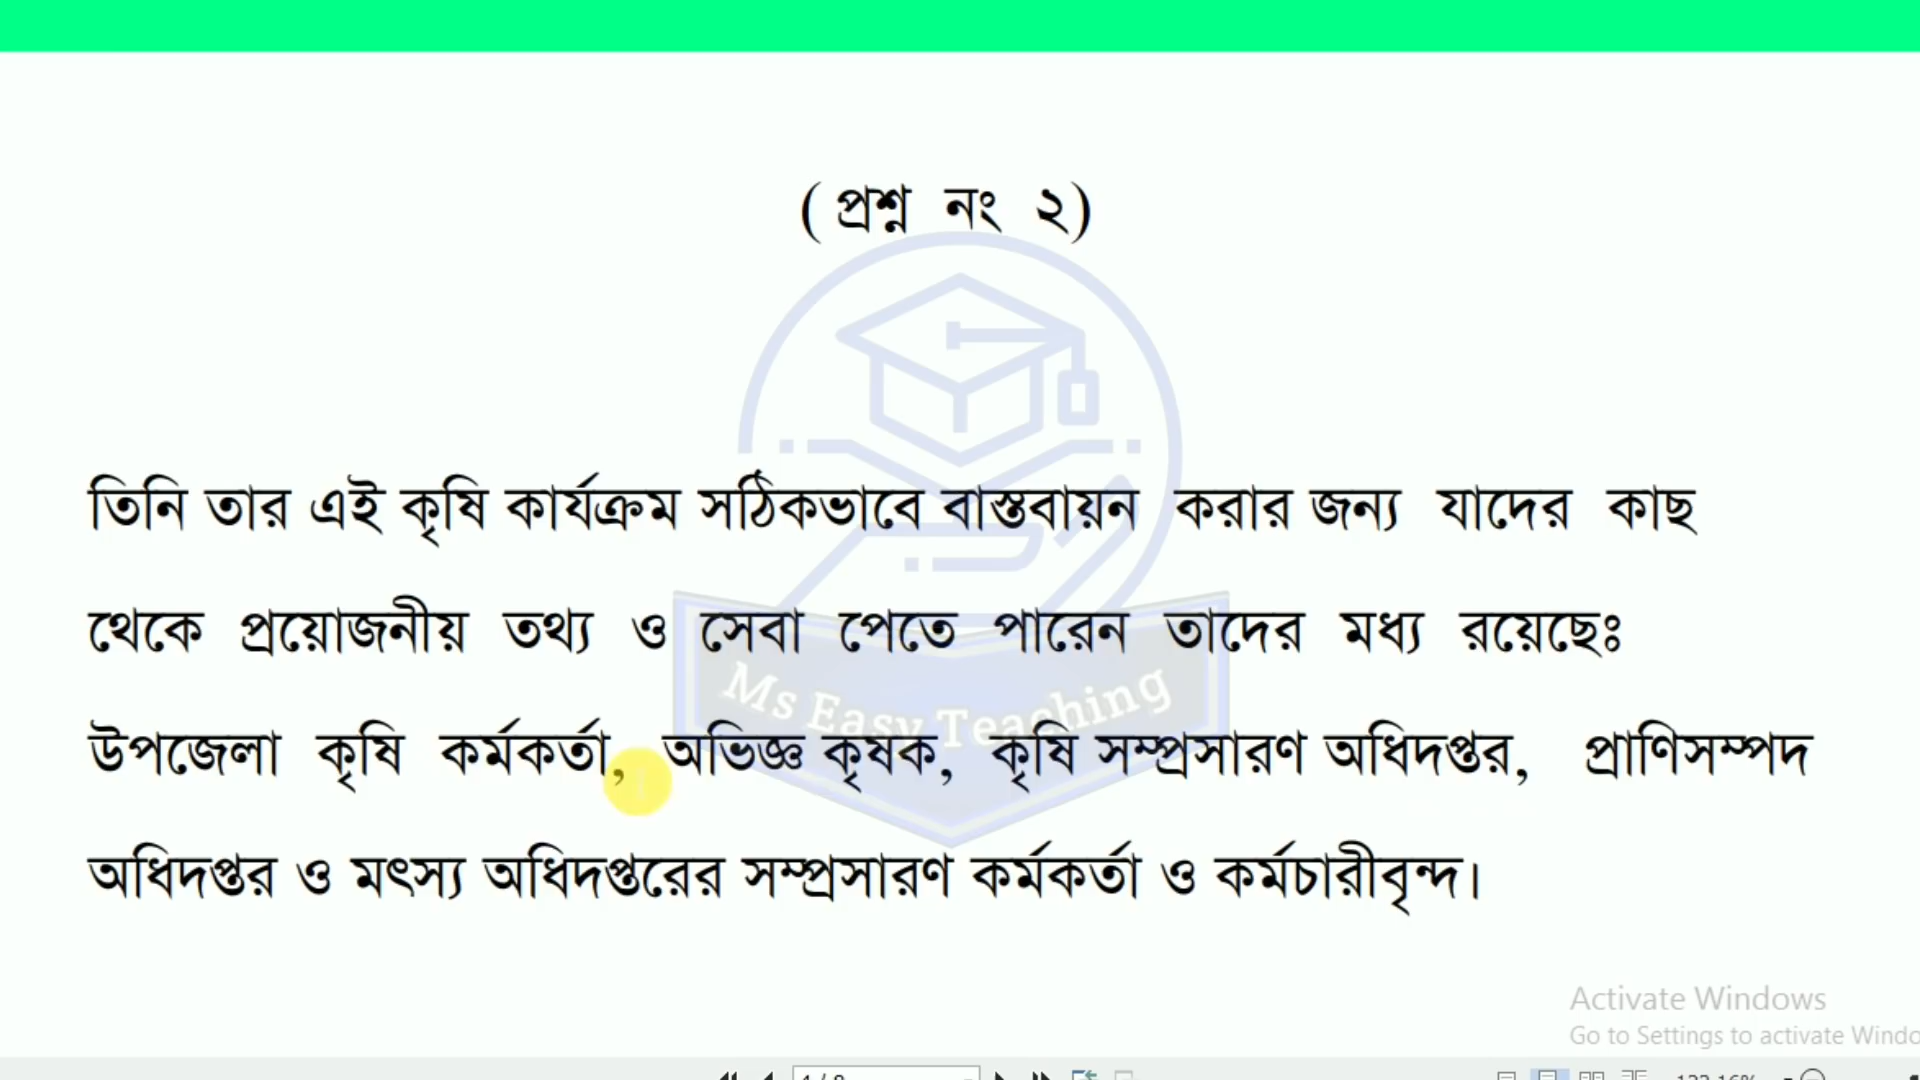 ( প্রশ্ন নং ২)
তিনি তার এই কৃষি কার্যক্রম সঠিকভাবে বাস্তবায়ন করার জন্য যাদের কাছ
থেকে প্রয়োজনীয় তথ্য ও সেবা পেতে পারেন তাদের মধ্য রয়েছেঃ
Ms Easy Teaching
উপজেলা কৃষি কর্মকর্তা, অভিজ্ঞ কৃষক, কৃষি সম্প্রসারণ অধিদপ্তর, প্রাণিসম্পদ
অধিদপ্তর ও মৎস্য অধিদপ্তরের সম্প্রসারণ কর্মকর্তা ও কর্মচারীবৃন্দ।
Activate Windows
Go to Settings to activate Windo